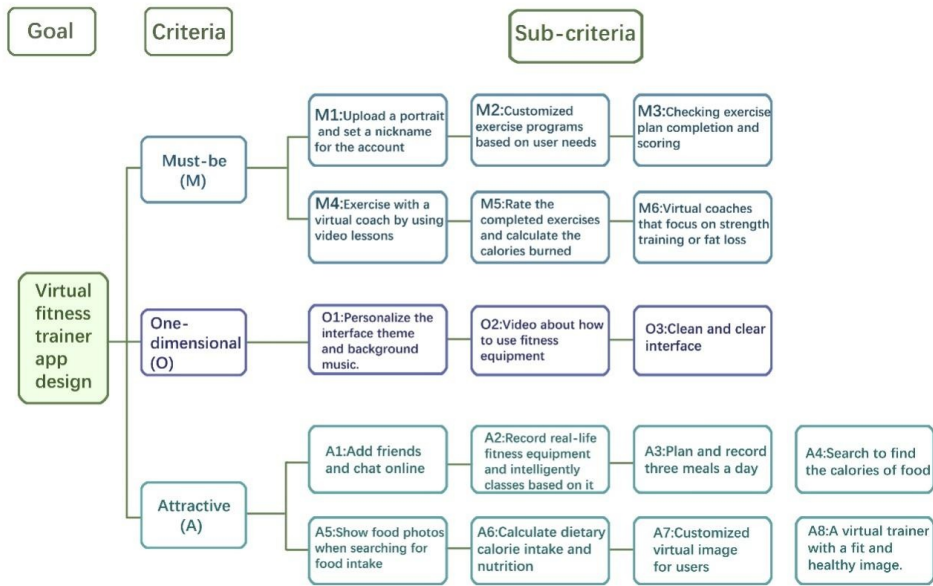 Goal
Criteria
Sub-criteria
Virtual
fitness
trainer
app
design
Must-be
(M)
M1:Upload a portrait
and set a nickname
for the account
M2:Customized
exercise programs
based on user needs
M3:Checking exercise
plan completion and
scoring
M4:Exercise with a
virtual coach by using
video lessons
M5:Rate the
completed exercises
and calculate the
calories burned
M6:Virtual coaches
that focus on strength
training or fat loss
One-
dimensional
(O)
O1:Personalize the
interface theme
and background
music.
O2:Video about how
to use fitness
equipment
O3:Clean and clear
interface
Attractive
(A)
A1:Add friends
and chat online
A2:Record real-life
fitness equipment
and intelligently
classes based on it
A3:Plan and record
three meals a day
A4:Search to find
the calories of food
A5:Show food photos
when searching for
food intake
A6:Calculate dietary
calorie intake and
nutrition
A7:Customized
virtual image
for users
A8:A virtual trainer
with a fit and
healthy image.